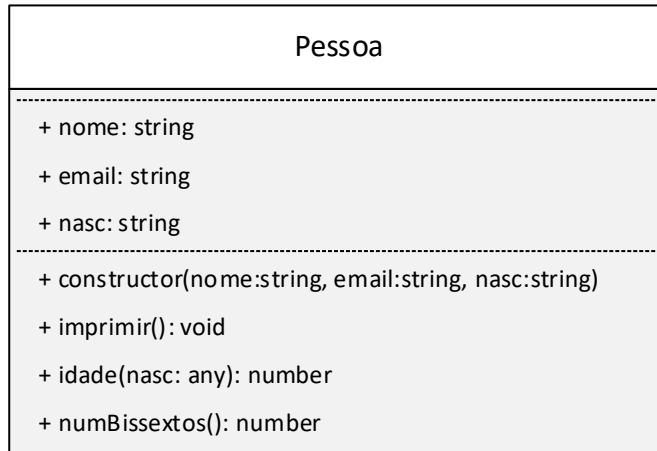 Pessoa
+ nome: string
+ email: string
+ nasc: string
+ constructor(nome:string, email:string, nasc:string)
+ imprimir(): void
+ idade(nasc: any): number
+ numBissextos(): number